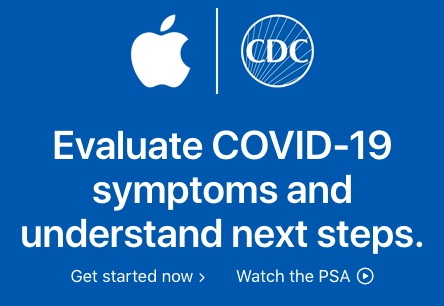 CDC
Evaluate COVID-19
symptoms and
understand next steps.
Get started now >
Watch the PSA